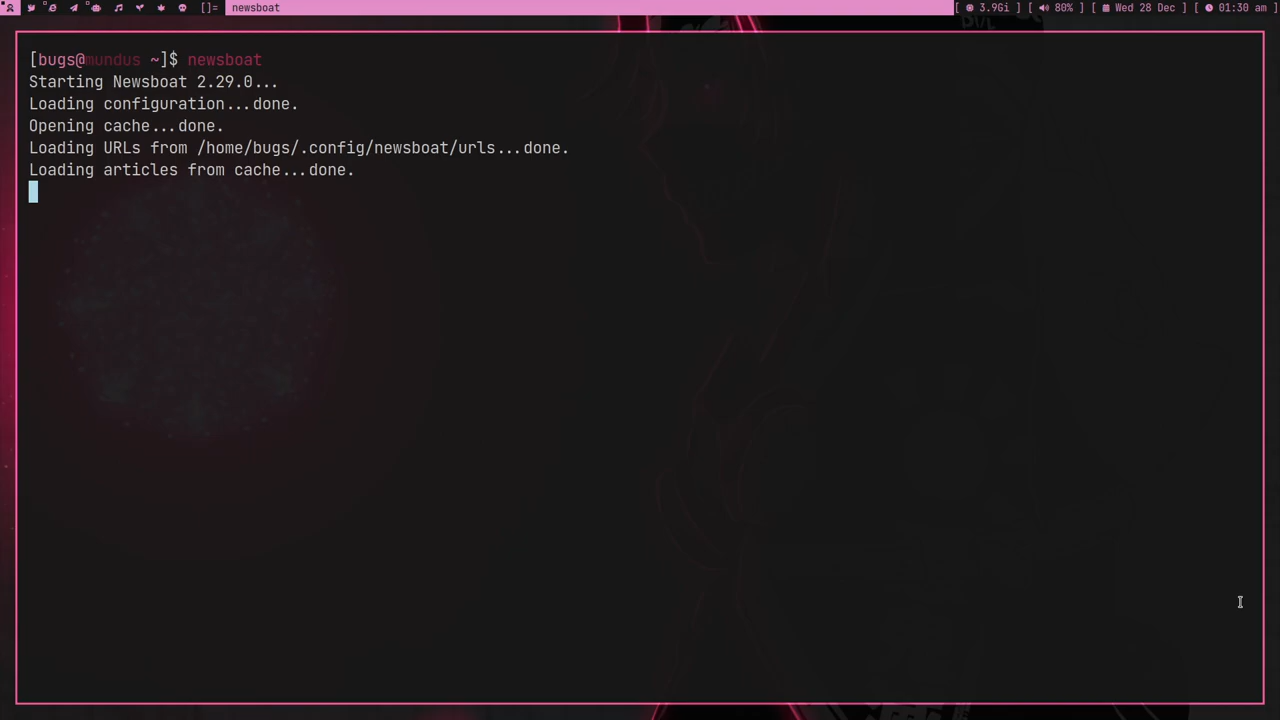 []= newsboat [ 3.9Gi ] [ 80% ] [ Wed 28 Dec ] [ 01:30 am ]
[bugs@mundus ~]$ newsboat
Starting Newsboat 2.29.0...
Loading configuration...done.
Opening cache...done.
Loading URLs from /home/bugs/.config/newsboat/urls...done.
Loading articles from cache...done.